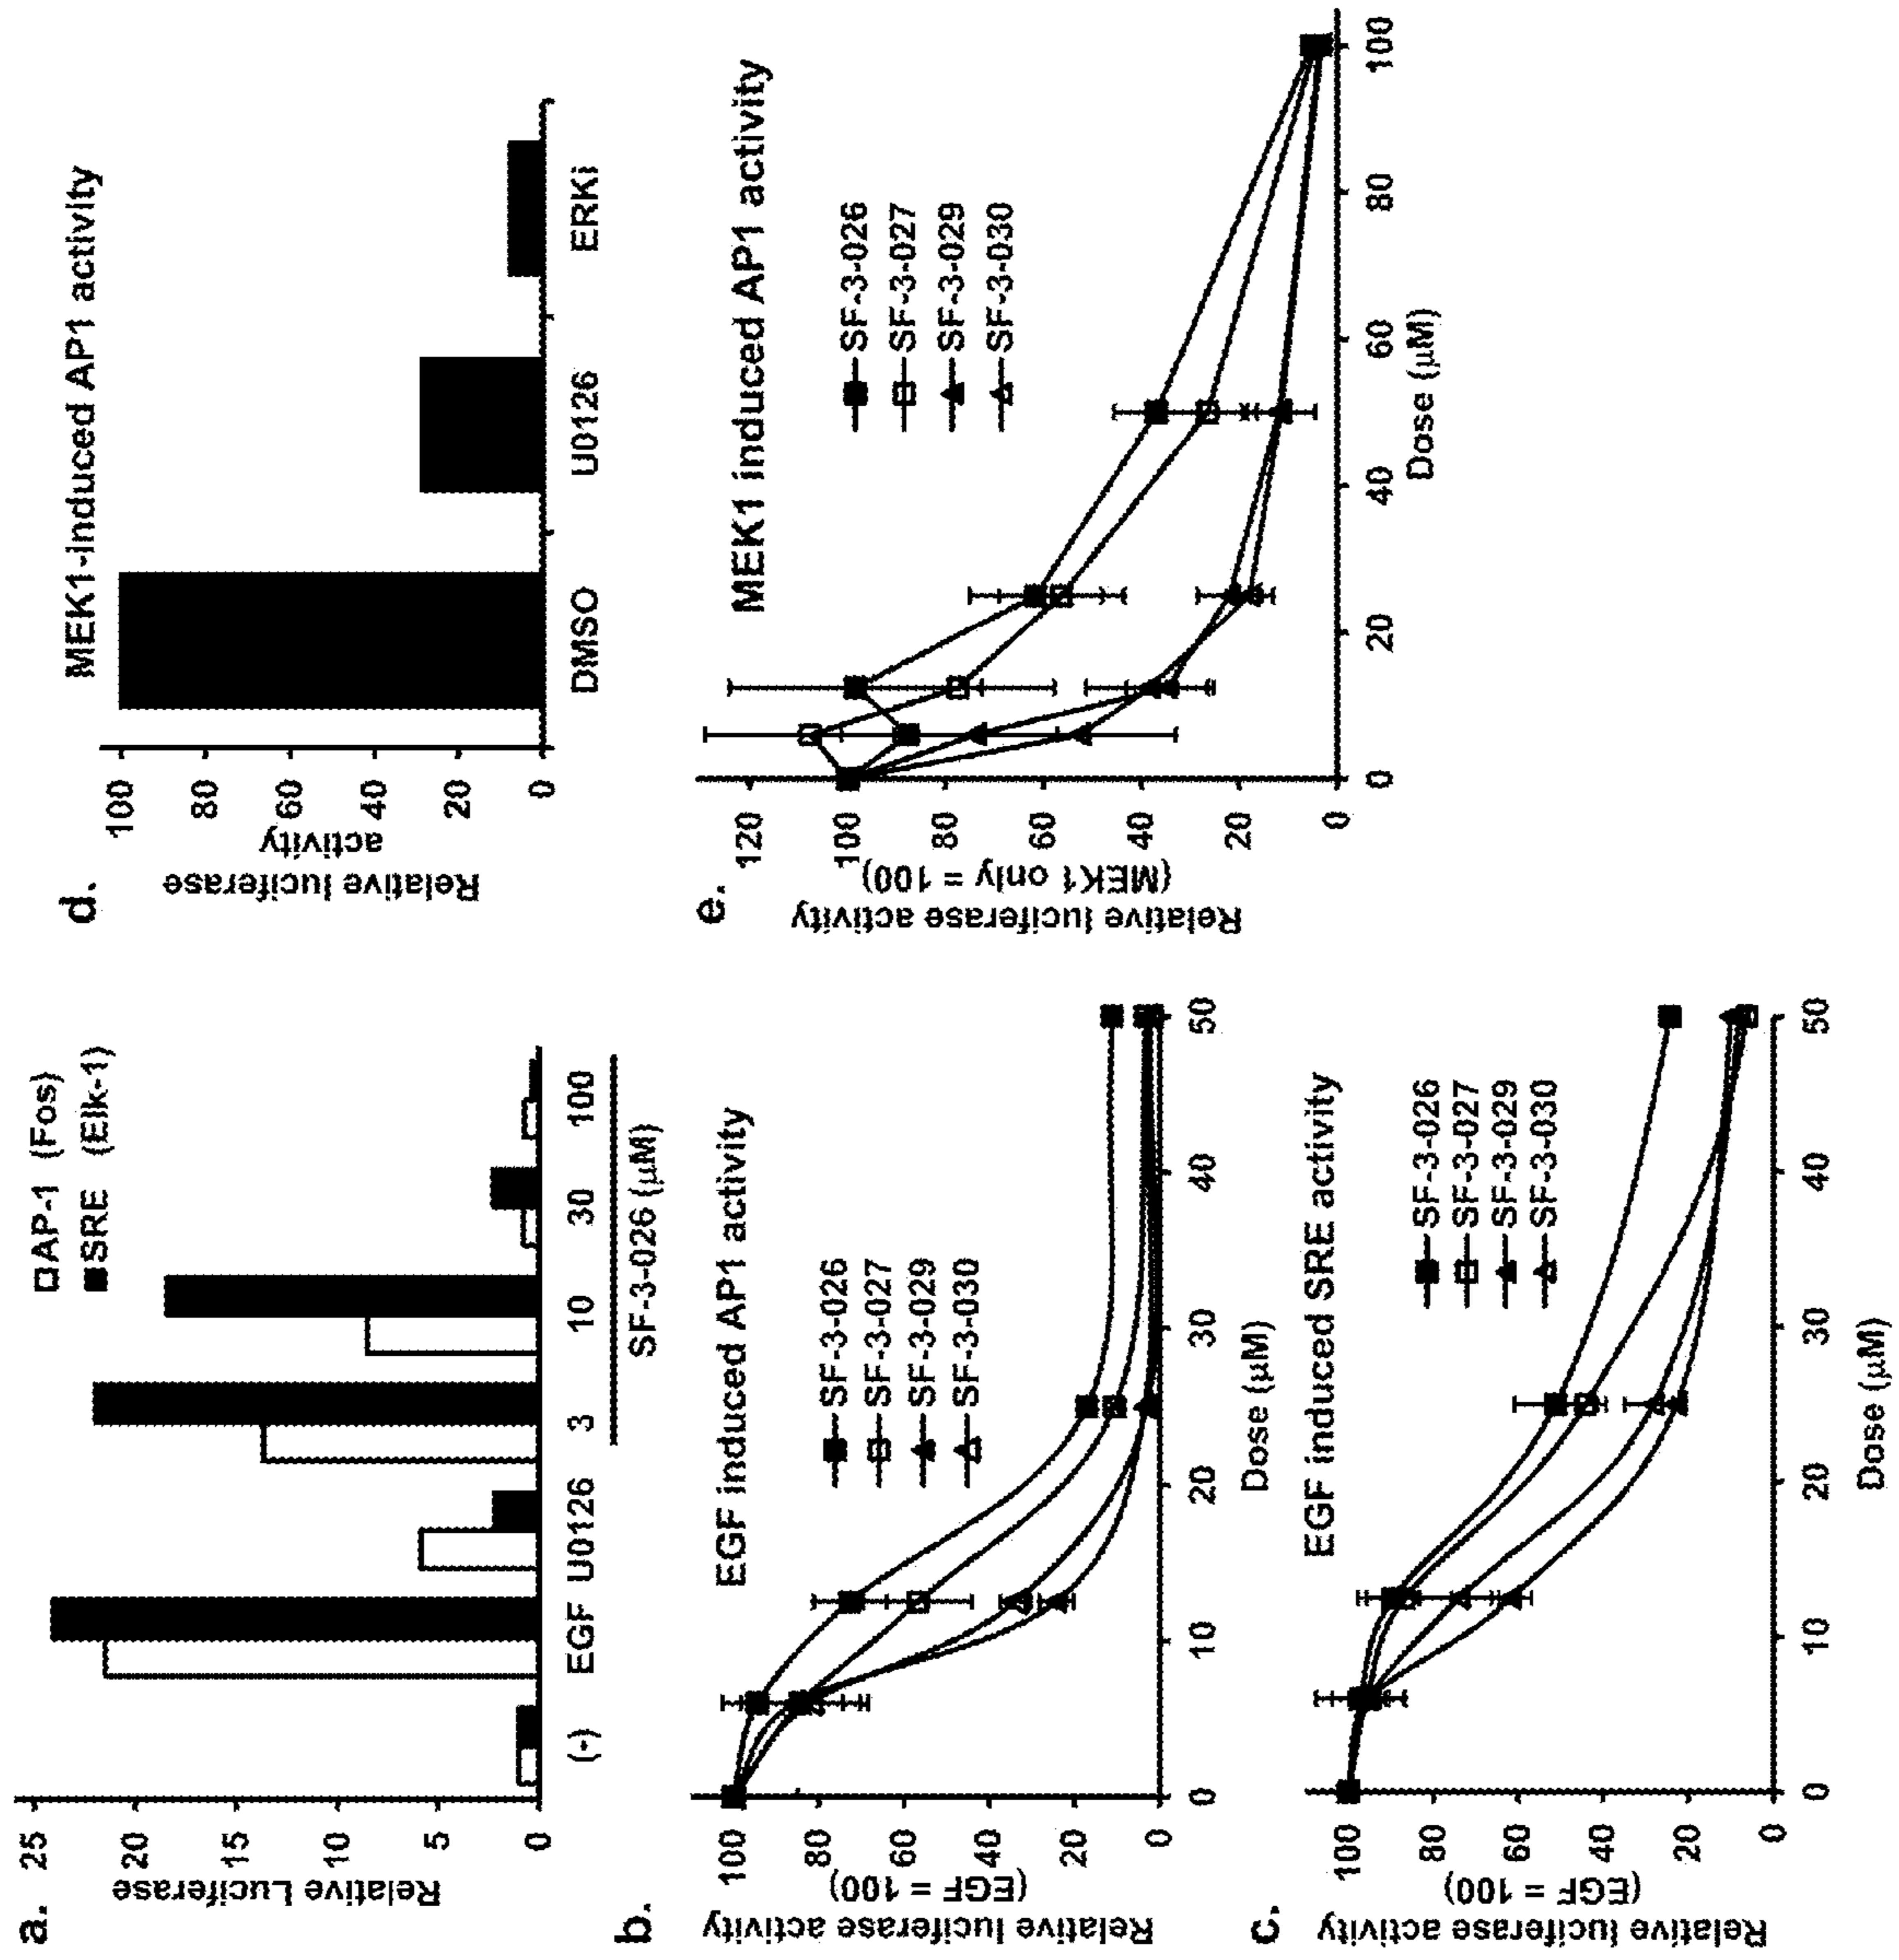 a.
□AP-1 (Fos)
■SRE (Elk-1)
Relative Luciferase
25
20
15
10
5
0
(-) EGF U0126 3 10 30 100
SF-3-026 (µM)
b.
EGF induced AP1 activity
Relative luciferase activity
(EGF = 100)
100
80
60
40
20
0
SF-3-026
SF-3-027
SF-3-029
SF-3-030
0 10 20 30 40 50
Dose (µM)
c.
EGF induced SRE activity
Relative luciferase activity
(EGF = 100)
100
80
60
40
20
0
SF-3-026
SF-3-027
SF-3-029
SF-3-030
0 10 20 30 40 50
Dose (µM)
d.
MEK1-induced AP1 activity
Relative luciferase
activity
100
80
60
40
20
0
DMSO U0126 ERKi
e.
MEK1 induced AP1 activity
Relative luciferase activity
(MEK1 only = 100)
120
100
80
60
40
20
0
SF-3-026
SF-3-027
SF-3-029
SF-3-030
0 20 40 60 80 100
Dose (µM)